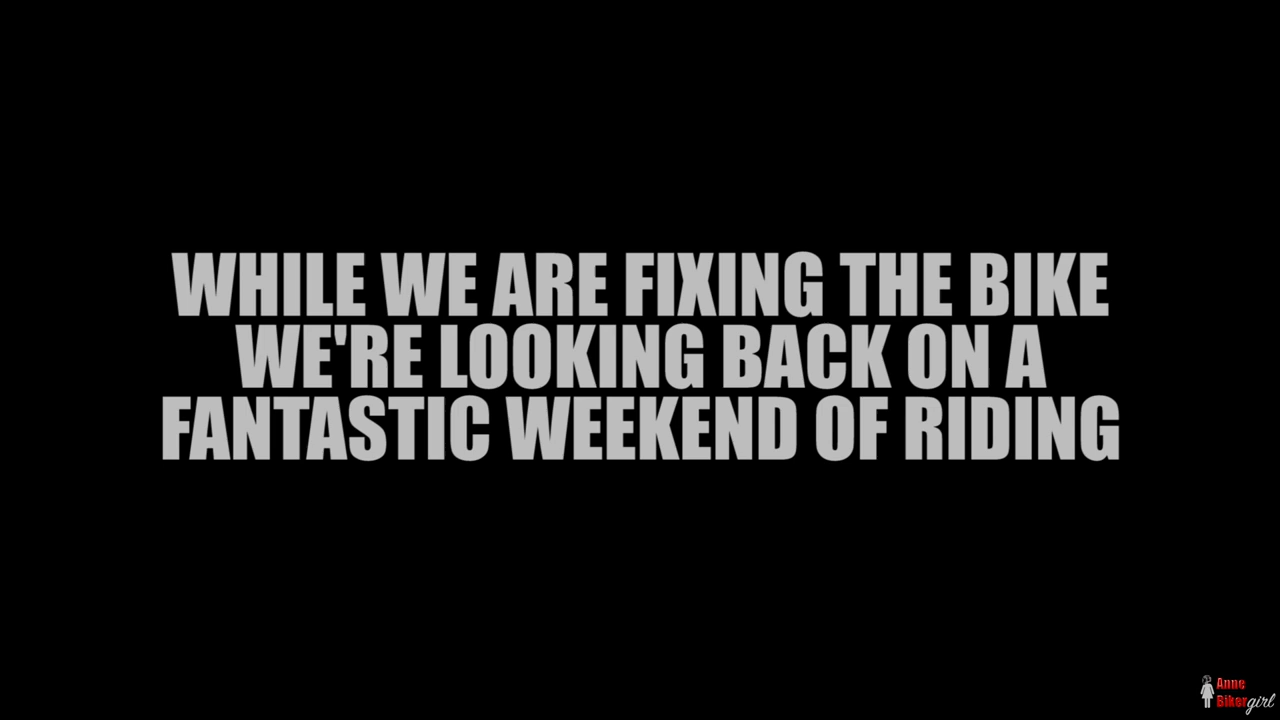 WHILE WE ARE FIXING THE BIKE
WE'RE LOOKING BACK ON A
FANTASTIC WEEKEND OF RIDING
Anne
Bikergirl